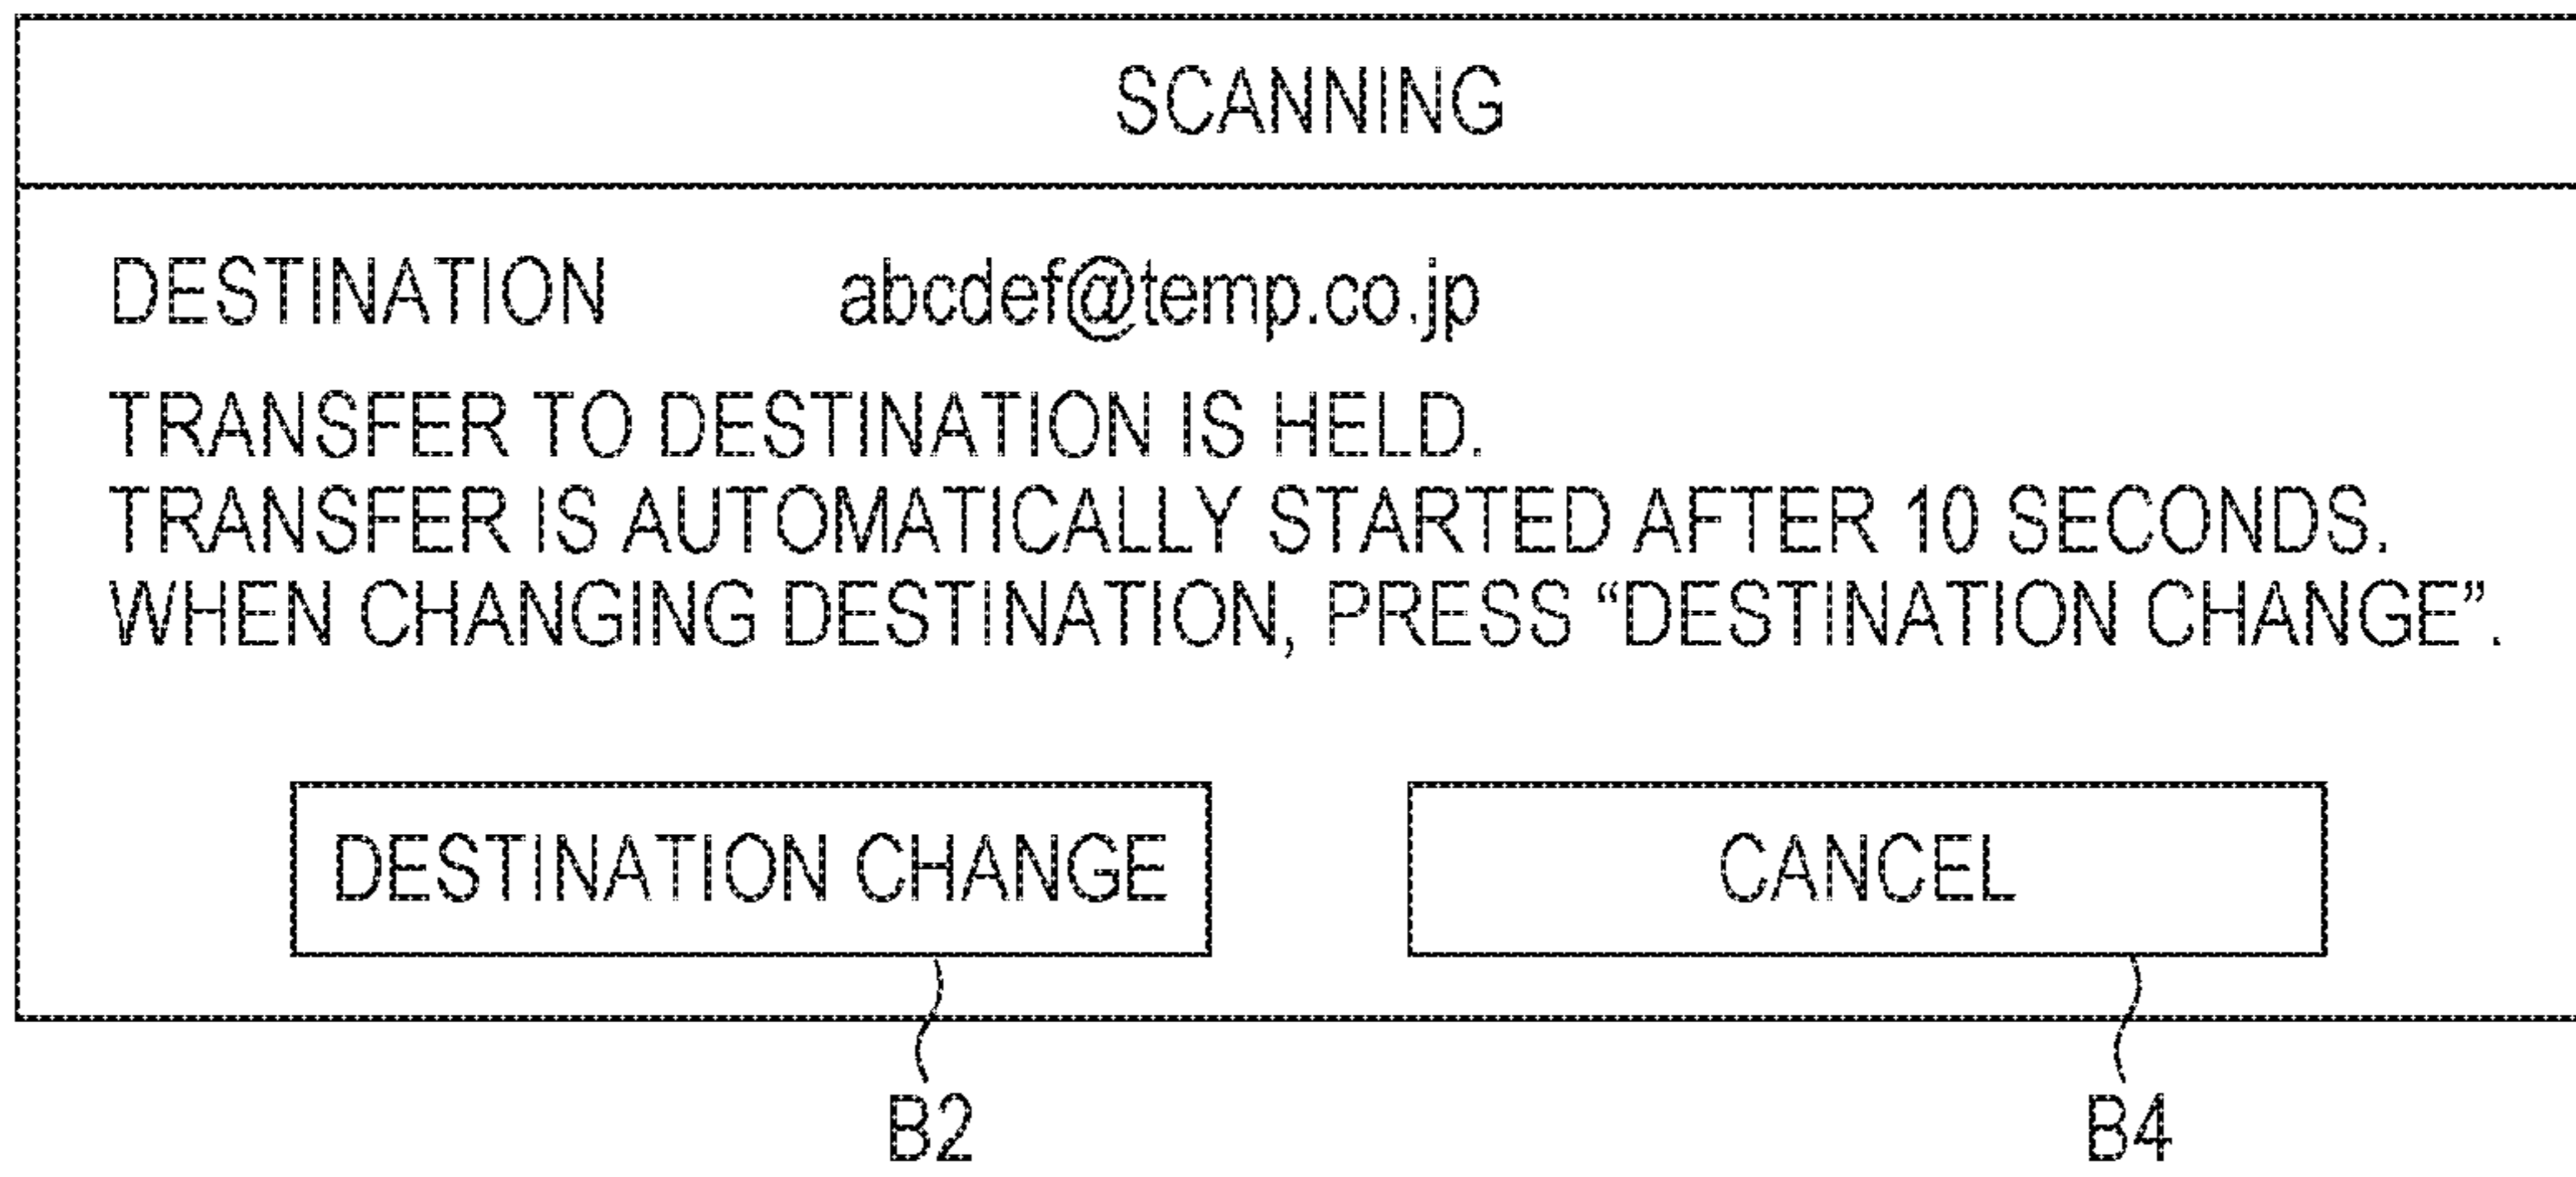 SCANNING
DESTINATION abcdef@temp.co.jp
TRANSFER TO DESTINATION IS HELD.
TRANSFER IS AUTOMATICALLY STARTED AFTER 10 SECONDS.
WHEN CHANGING DESTINATION, PRESS “DESTINATION CHANGE”.
DESTINATION CHANGE CANCEL
B2 B4